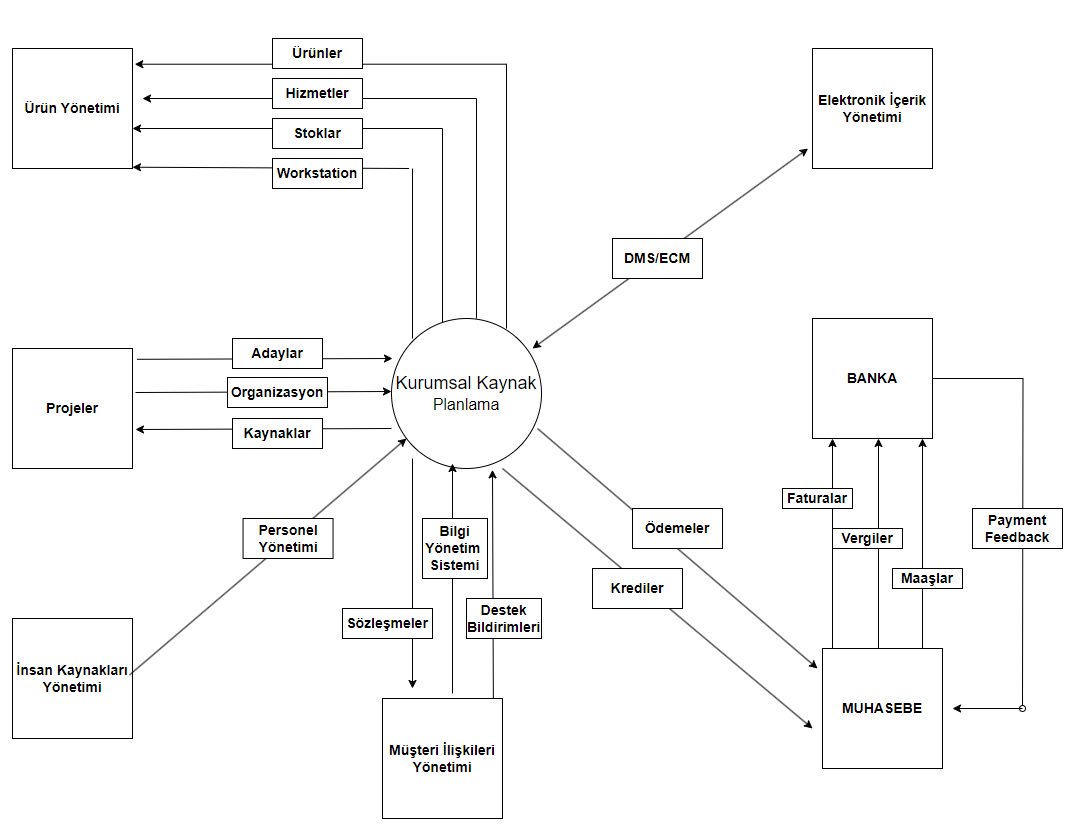 Ürünler
Hizmetler
Stoklar
Workstation
Ürün Yönetimi
Elektronik İçerik
Yönetimi
DMS/ECM
Adaylar
Organizasyon
Kaynaklar
Projeler
Kurumsal Kaynak
Planlama
BANKA
Faturalar
Vergiler
Maaşlar
Payment
Feedback
Personel
Yönetimi
Bilgi
Yönetim
Sistemi
Ödemeler
Krediler
Sözleşmeler
Destek
Bildirimleri
İnsan Kaynakları
Yönetimi
Müşteri İlişkileri
Yönetimi
MUHASEBE